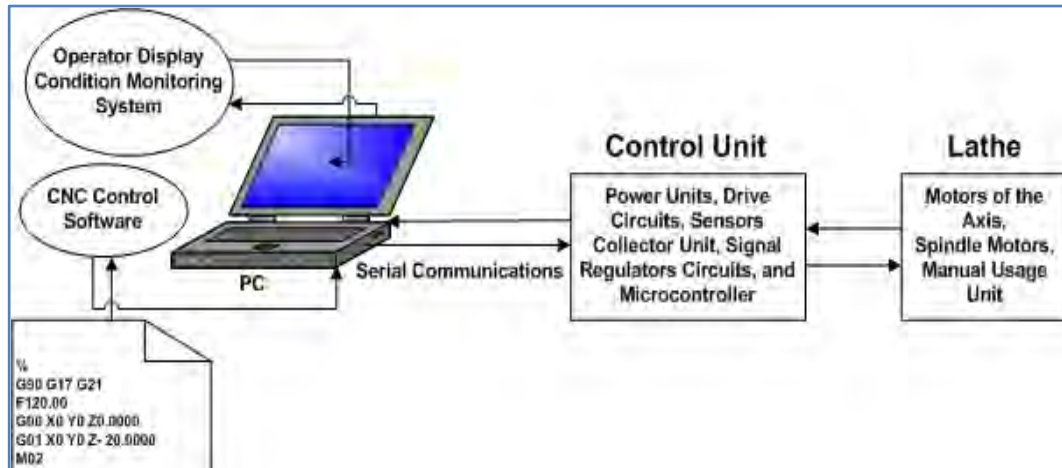 Operator Display
Condition Monitoring
System
CNC Control
Software
PC
Serial Communications
Control Unit
Power Units, Drive
Circuits, Sensors
Collector Unit, Signal
Regulators Circuits, and
Microcontroller
Lathe
Motors of the
Axis,
Spindle Motors,
Manual Usage
Unit
%
G90 G17 G21
F120.00
G00 X0 Y0 Z0.0000
G01 X0 Y0 Z- 20.0000
M02